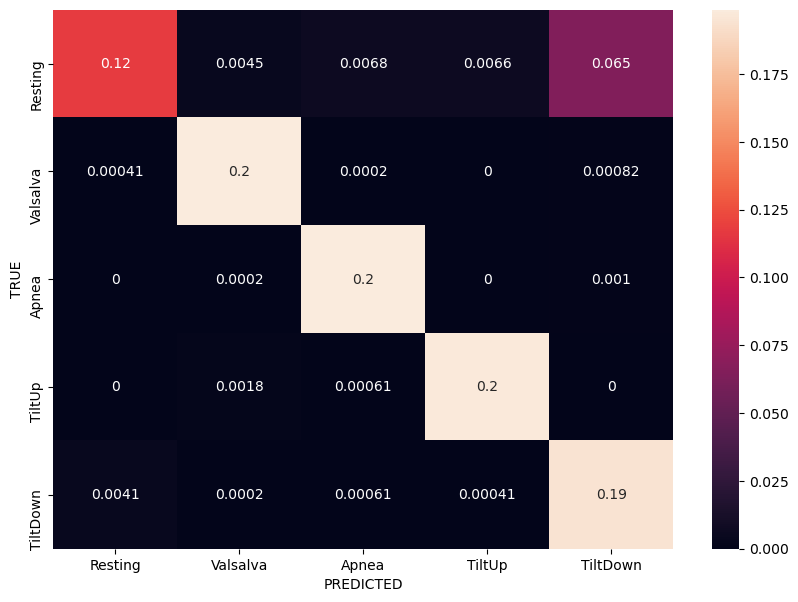 Resting 0.12 0.0045 0.0068 0.0066 0.065
Valsalva 0.00041 0.2 0.0002 0 0.00082
Apnea 0 0.0002 0.2 0 0.001
TiltUp 0 0.0018 0.00061 0.2 0
TiltDown 0.0041 0.0002 0.00061 0.00041 0.19
Resting Valsalva Apnea TiltUp TiltDown
PREDICTED
TRUE
0.175
0.150
0.125
0.100
0.075
0.050
0.025
0.000